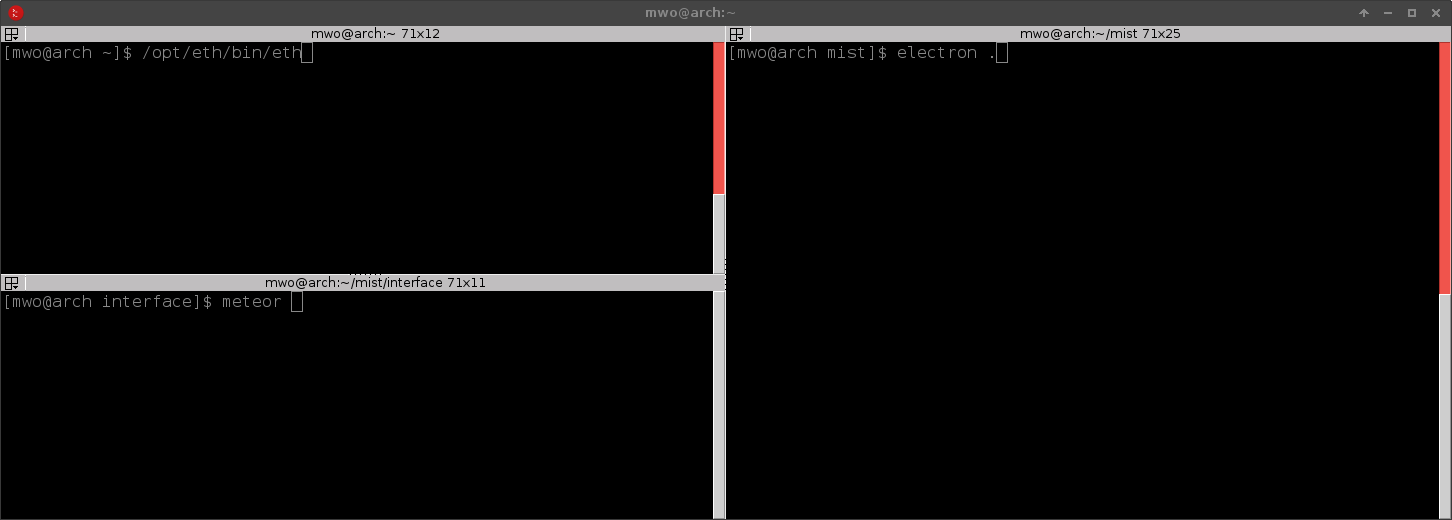 mwo@arch:~
mwo@arch:~ 71x12
[mwo@arch ~]$ /opt/eth/bin/eth
mwo@arch:~/mist/interface 71x11
[mwo@arch interface]$ meteor
mwo@arch:~/mist 71x25
[mwo@arch mist]$ electron .